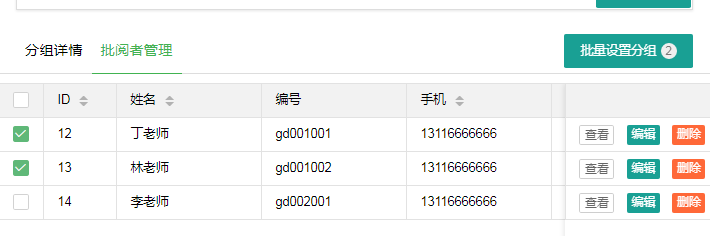 分组详情 批阅者管理 批量设置分组 2
ID 姓名 编号 手机
12 丁老师 gd001001 13116666666 查看 编辑 删除
13 林老师 gd001002 13116666666 查看 编辑 删除
14 李老师 gd002001 13116666666 查看 编辑 删除